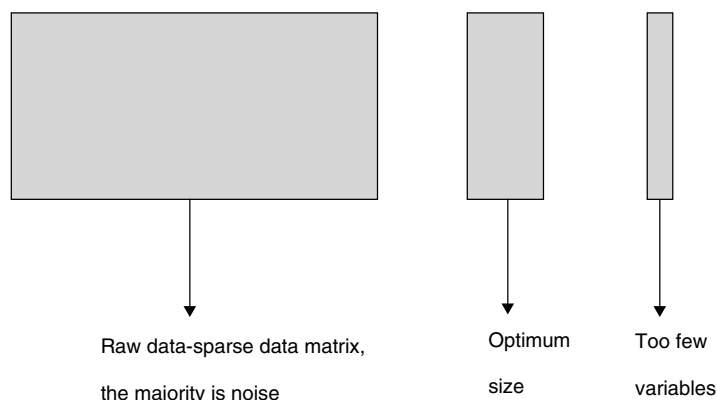 Raw data-sparse data matrix,
the majority is noise
Optimum
size
Too few
variables